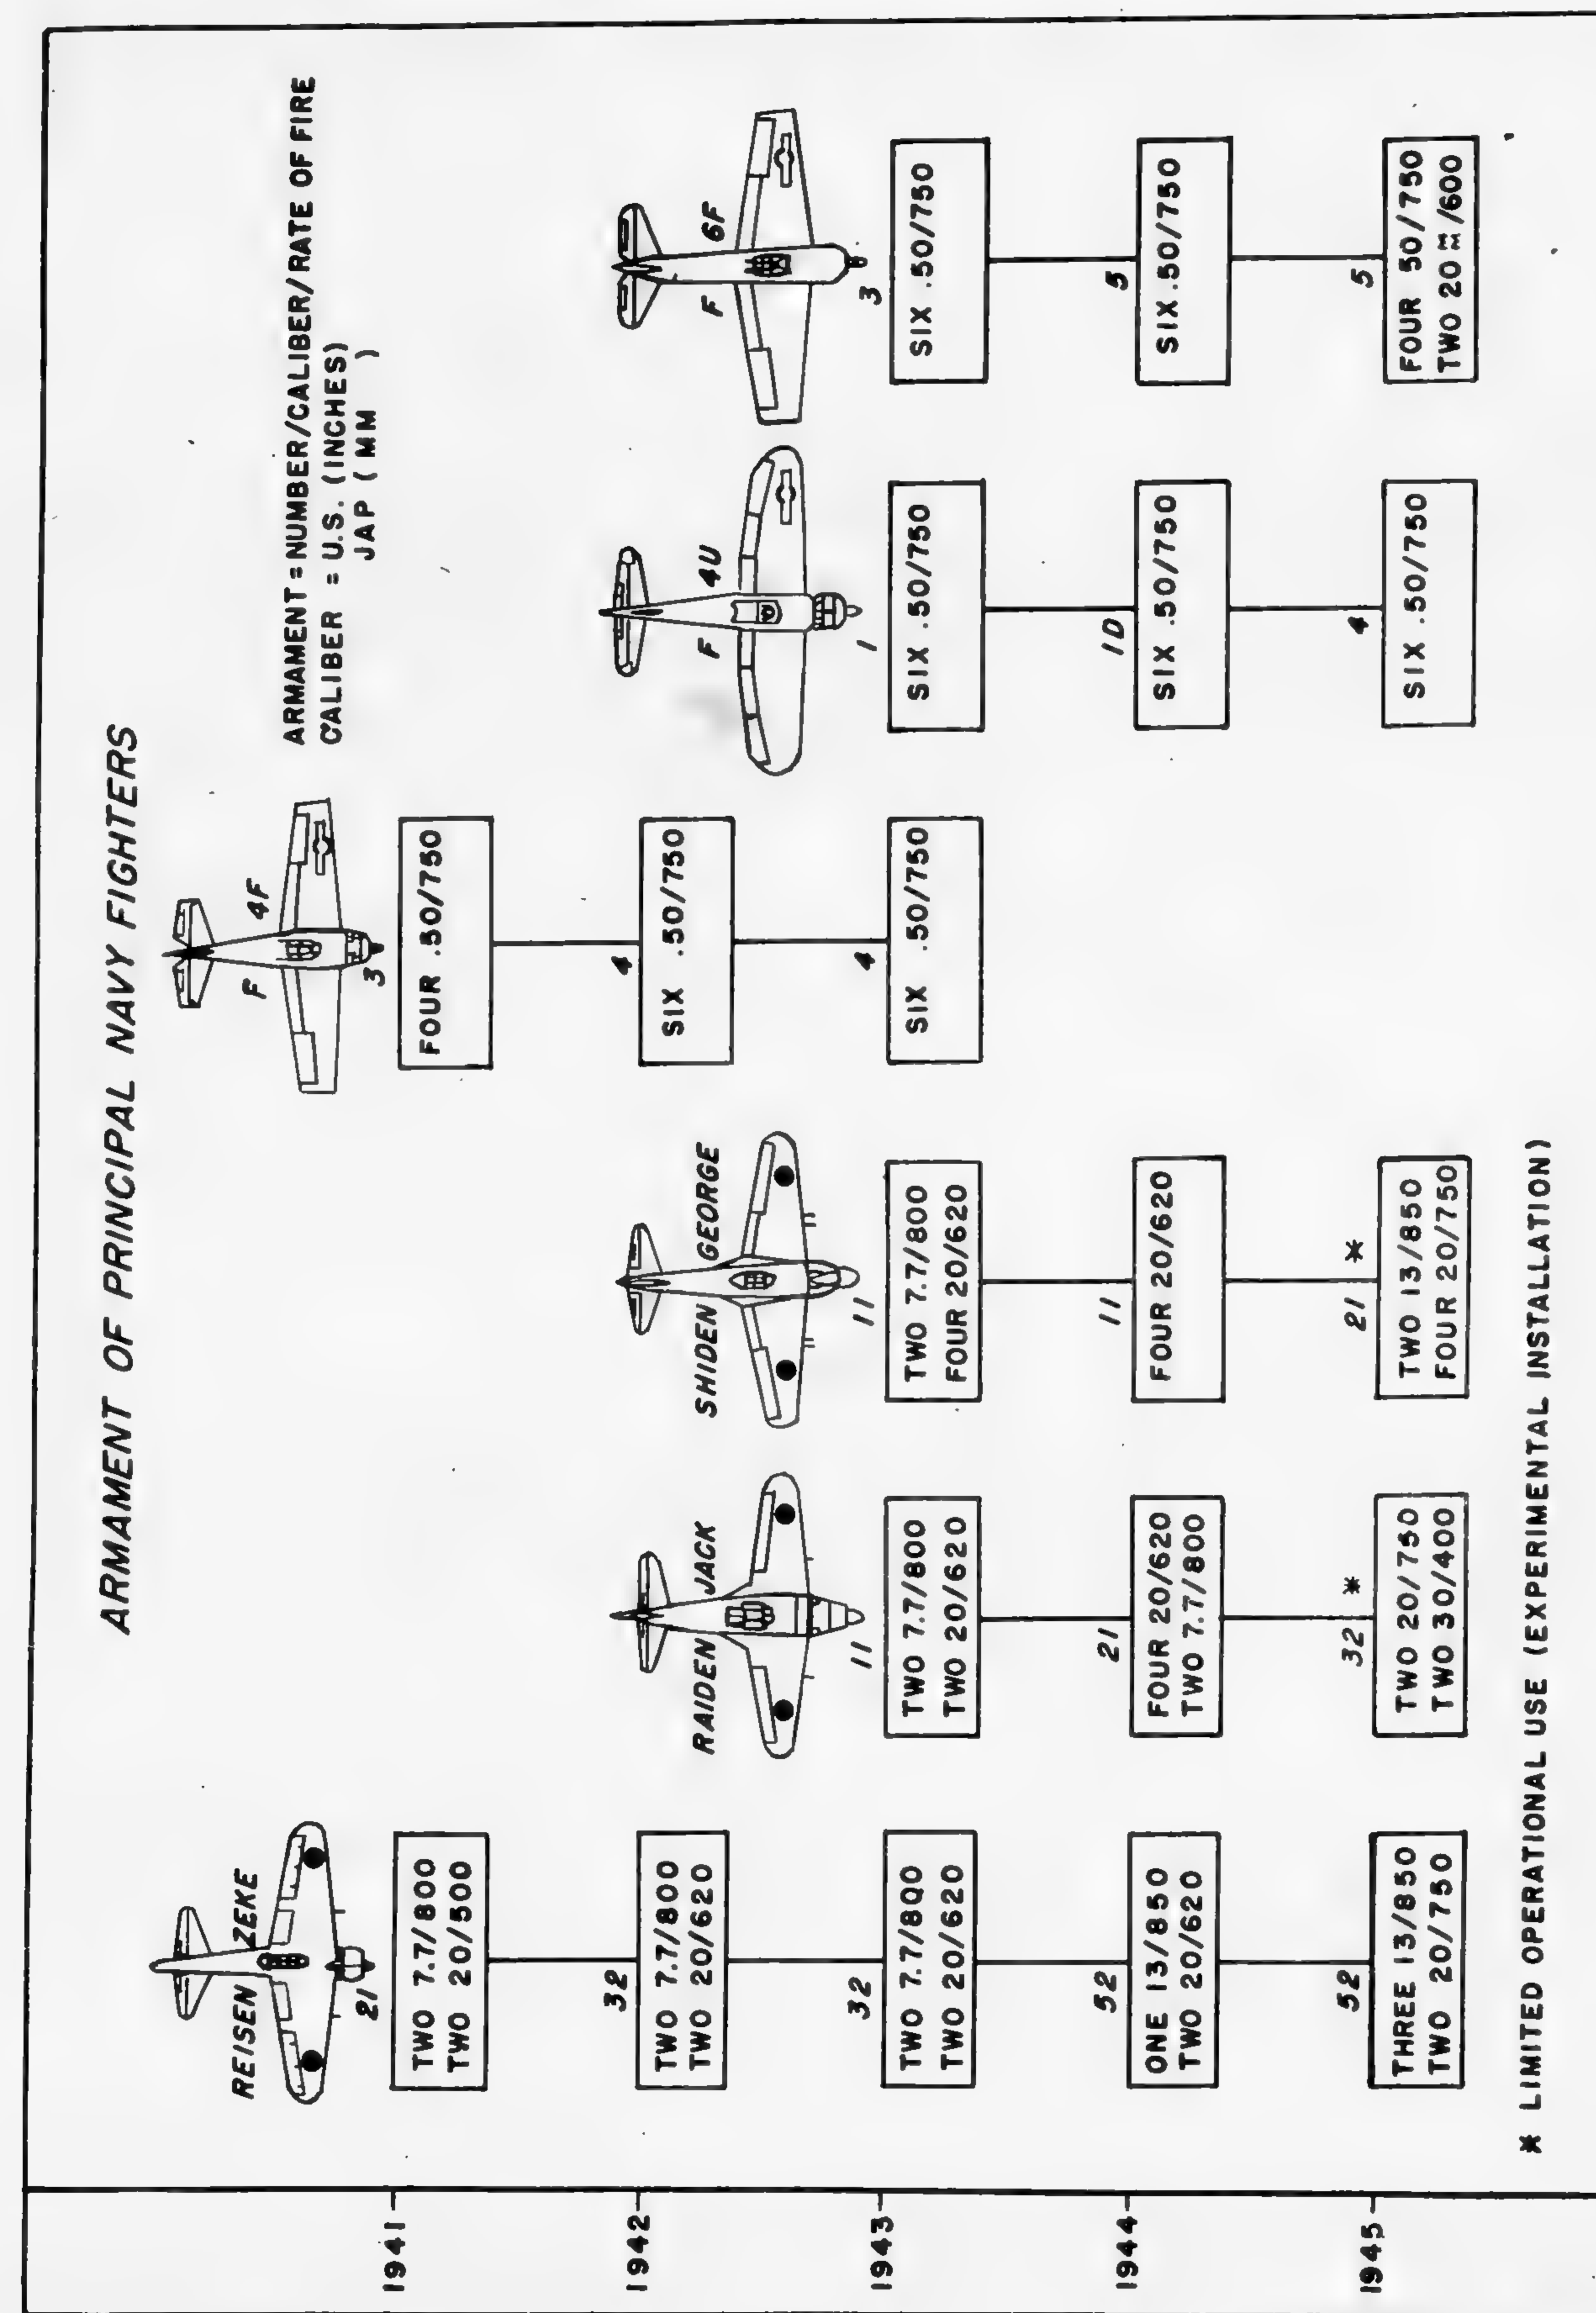 ARMAMENT OF PRINCIPAL NAVY FIGHTERS
ARMAMENT = NUMBER/CALIBER/RATE OF FIRE
CALIBER = U.S. (INCHES)
JAP ( MM )
1941
1942
1943
1944
1945
REISEN ZEKE
21
TWO 7.7/800
TWO 20/500
32
TWO 7.7/800
TWO 20/620
32
TWO 7.7/800
TWO 20/620
52
ONE 13/850
TWO 20/620
52
THREE 13/850
TWO 20/750
RAIDEN JACK
11
TWO 7.7/800
TWO 20/620
21
FOUR 20/620
TWO 7.7/800
32 *
TWO 20/750
TWO 30/400
SHIDEN GEORGE
11
TWO 7.7/800
FOUR 20/620
11
FOUR 20/620
21 *
TWO 13/850
FOUR 20/750
F 4F
3
FOUR .50/750
4
SIX .50/750
4
SIX .50/750
F 4U
1
SIX .50/750
1D
SIX .50/750
4
SIX .50/750
F 6F
3
SIX .50/750
5
SIX .50/750
5
FOUR 50/750
TWO 20 MM/600
* LIMITED OPERATIONAL USE (EXPERIMENTAL INSTALLATION)